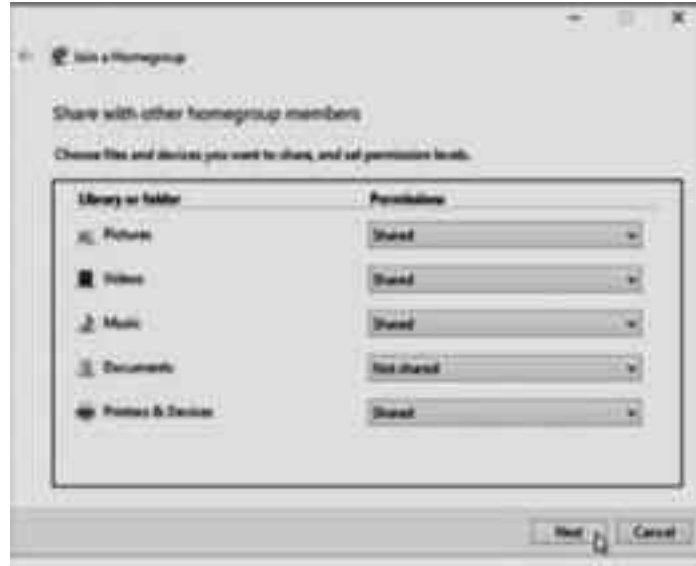 Join a Homegroup
Share with other homegroup members
Choose files and devices you want to share, and set permission levels.
Library or folder Permissions
Pictures Shared
Videos Shared
Music Shared
Documents Not shared
Printers & Devices Shared
Next Cancel